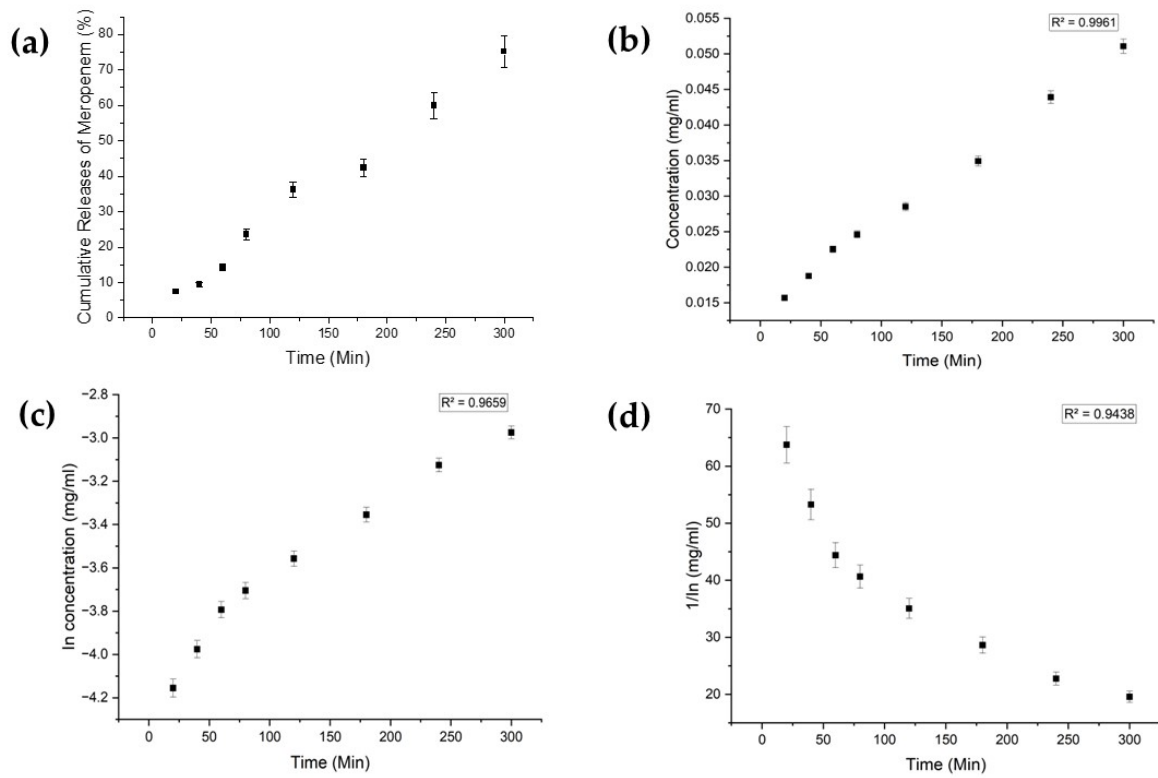 (a)
Cumulative Releases of Meropenem (%)
80
70
60
50
40
30
20
10
0
0 50 100 150 200 250 300
Time (Min)
(b)
R² = 0.9961
Concentration (mg/ml)
0.055
0.050
0.045
0.040
0.035
0.030
0.025
0.020
0.015
0 50 100 150 200 250 300
Time (Min)
(c)
R² = 0.9659
ln concentration (mg/ml)
−2.8
−3.0
−3.2
−3.4
−3.6
−3.8
−4.0
−4.2
0 50 100 150 200 250 300
Time (Min)
(d)
R² = 0.9438
1/ln (mg/ml)
70
60
50
40
30
20
0 50 100 150 200 250 300
Time (Min)